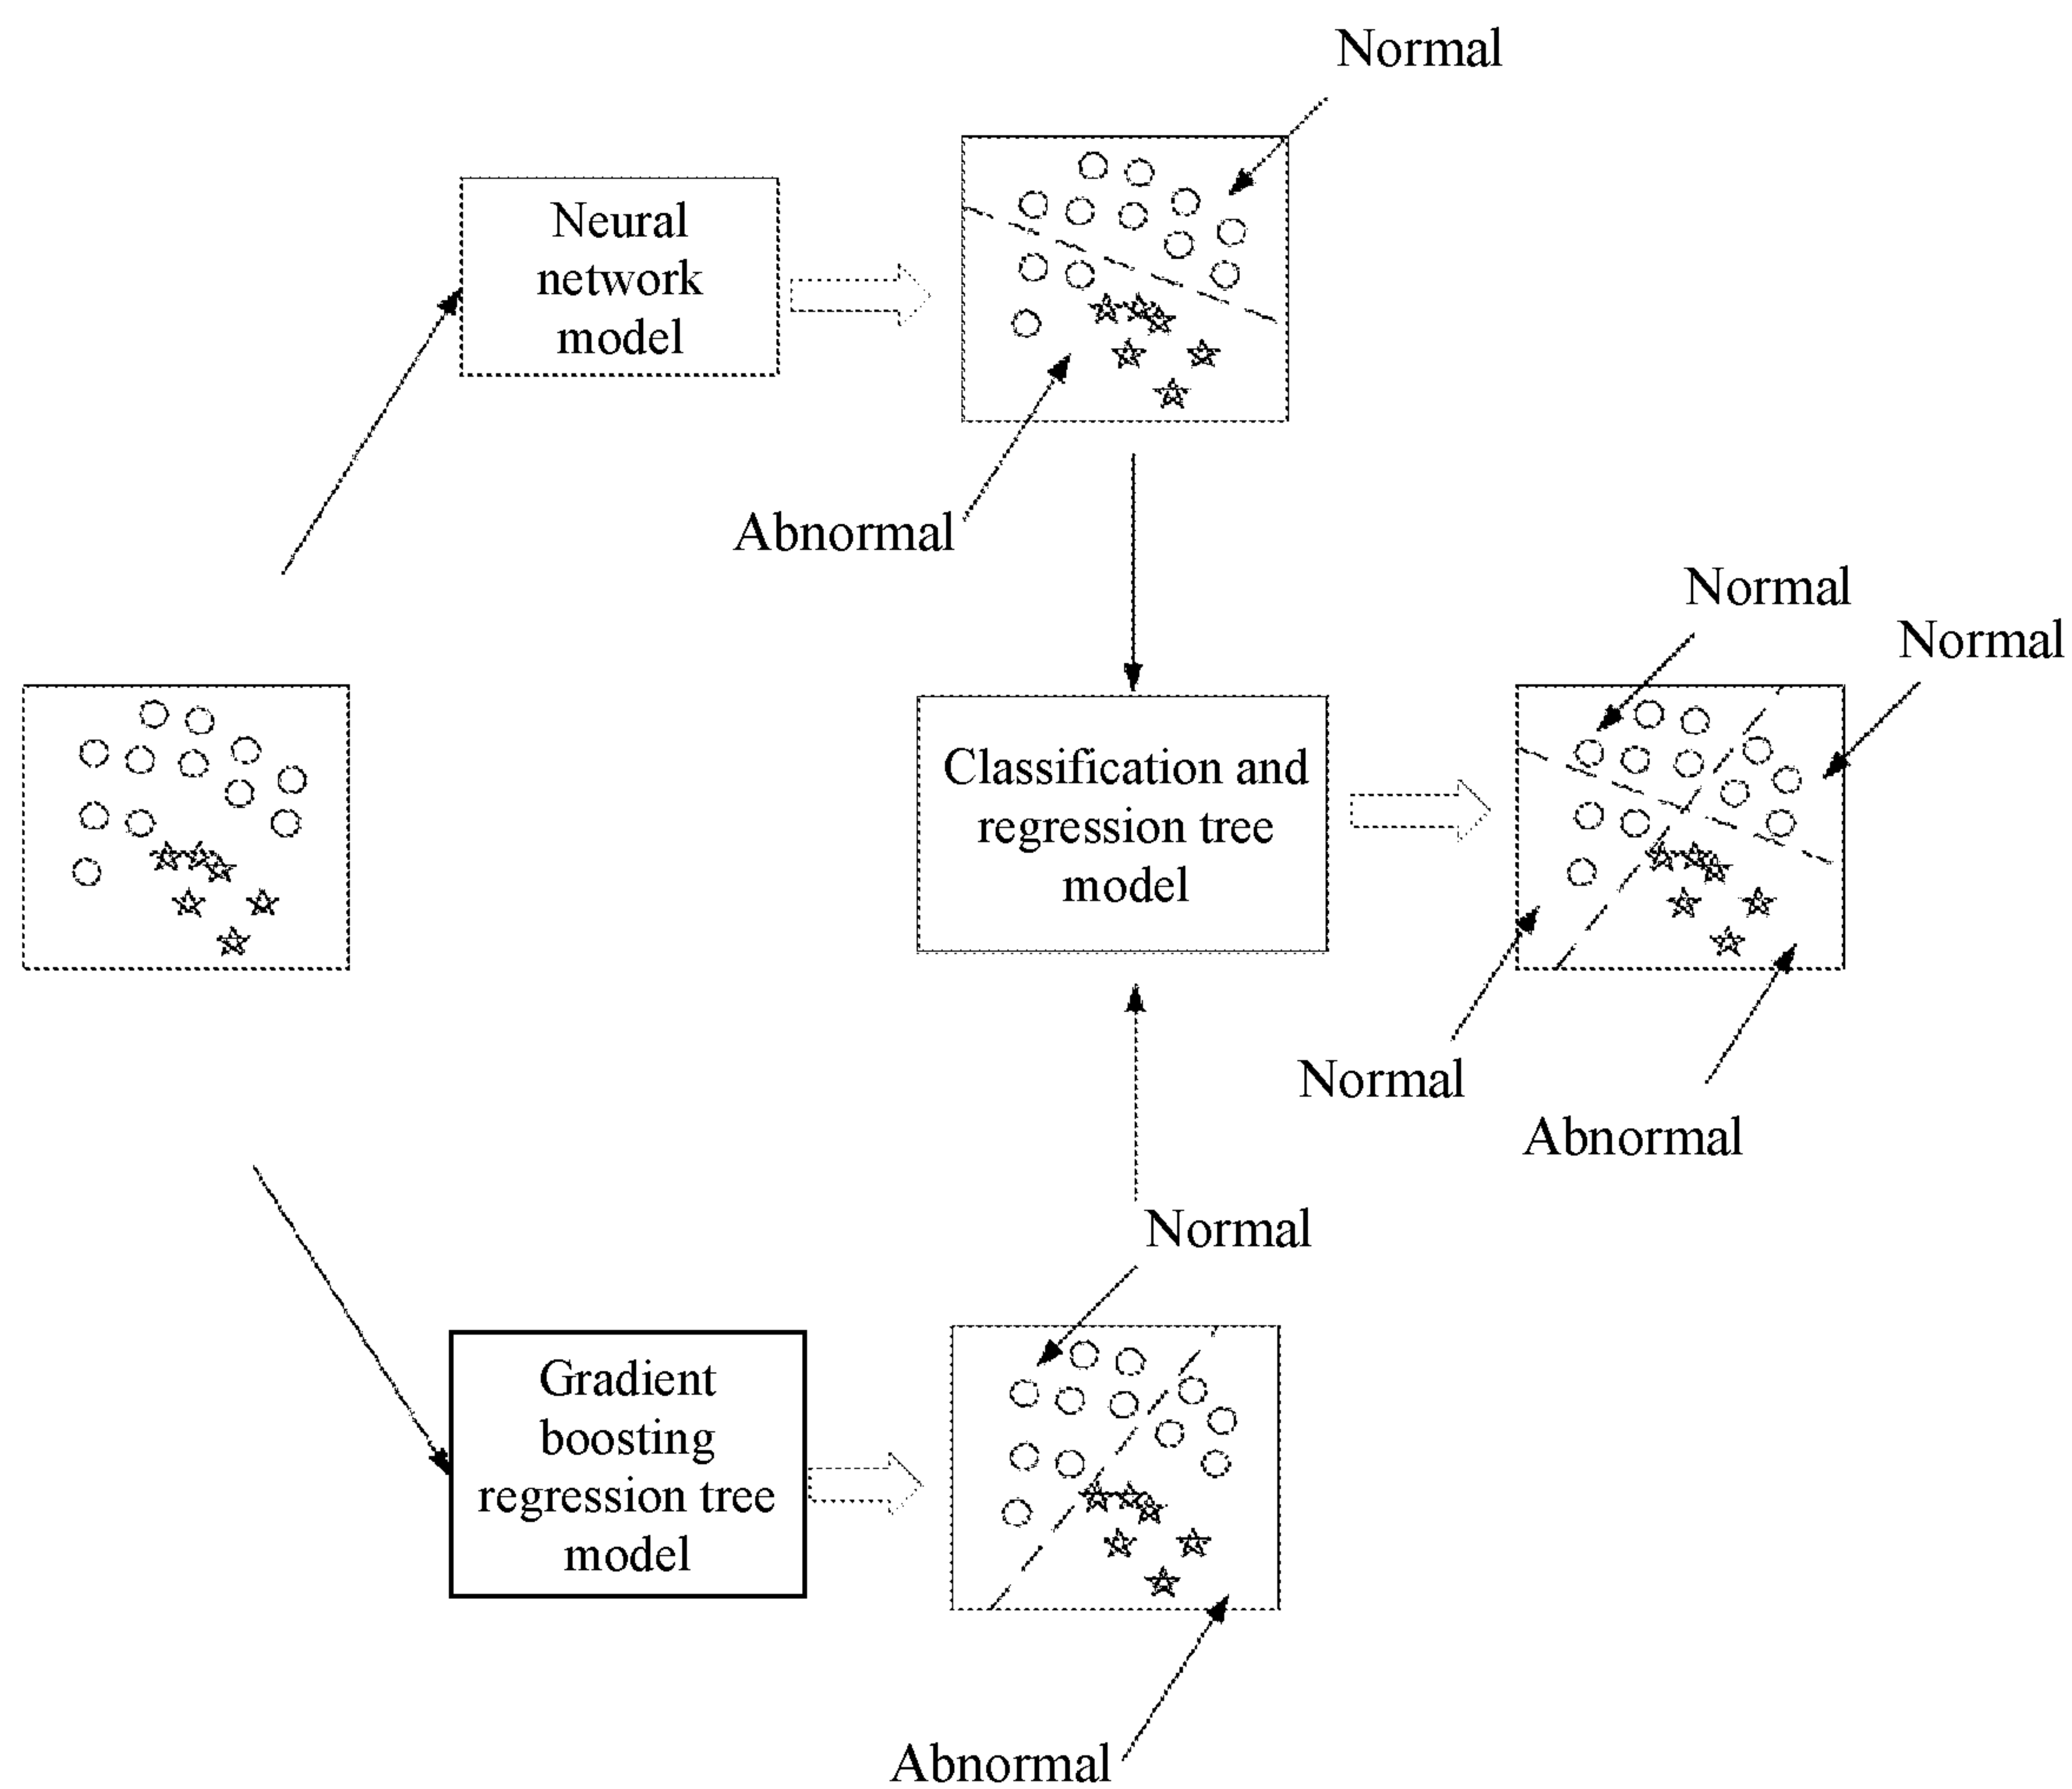 Normal
Neural
network
model
Abnormal
Normal
Normal
Classification and
regression tree
model
Normal
Abnormal
Normal
Gradient
boosting
regression tree
model
Abnormal